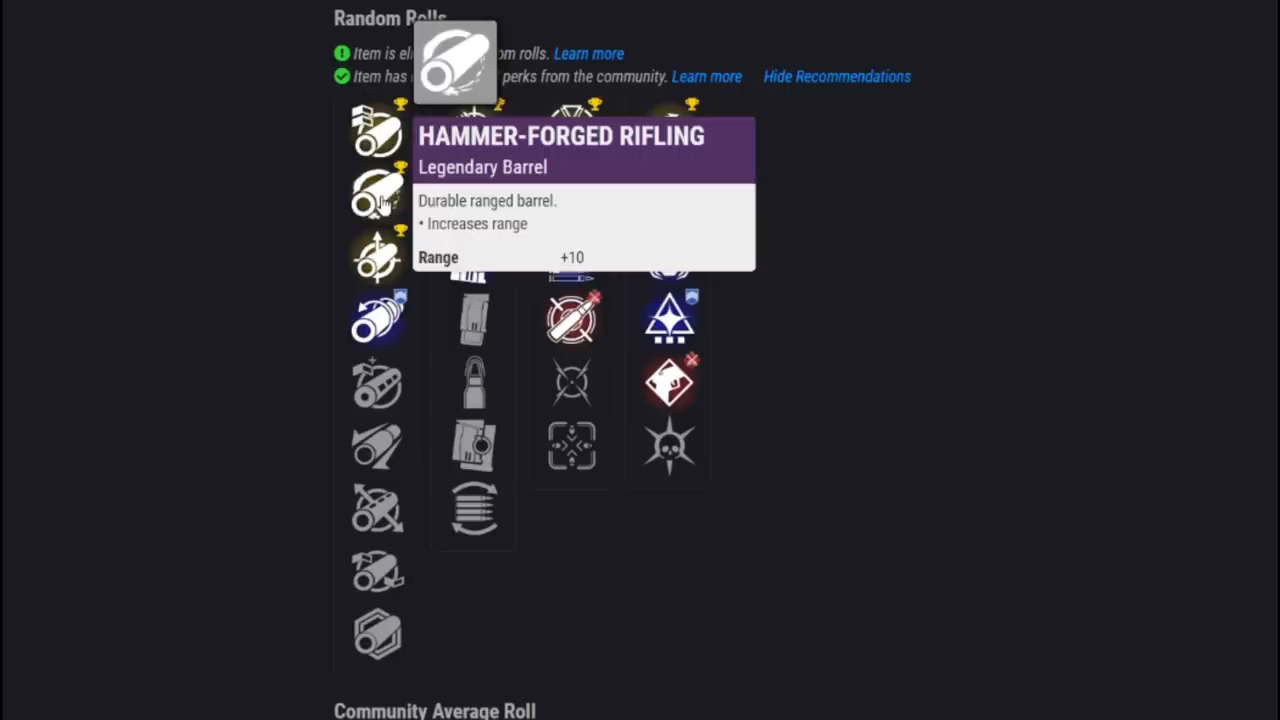 Random Rolls
Item is el om rolls. Learn more
Item has perks from the community. Learn more Hide Recommendations
HAMMER-FORGED RIFLING
Legendary Barrel
Durable ranged barrel.
• Increases range
Range +10
Community Average Roll